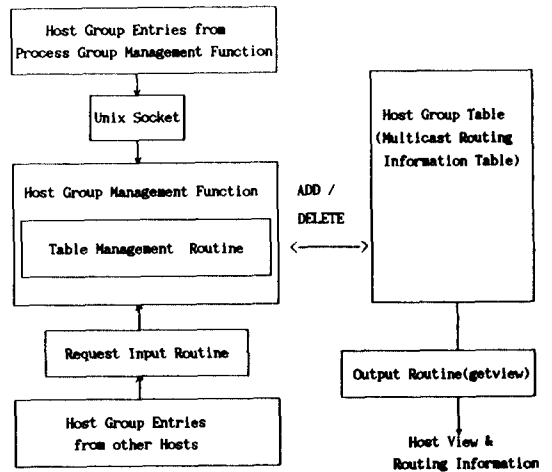 Host Group Entries from
Process Group Management Function
Unix Socket
Host Group Management Function
Table Management Routine
Request Input Routine
Host Group Entries
from other Hosts
ADD /
DELETE
Host Group Table
(Multicast Routing
Information Table)
Output Routine(getview)
Host View &
Routing Information